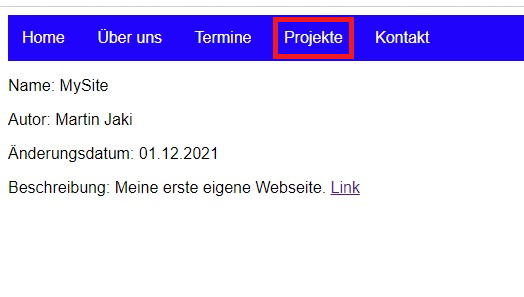 Home Über uns Termine Projekte Kontakt
Name: MySite
Autor: Martin Jaki
Änderungsdatum: 01.12.2021
Beschreibung: Meine erste eigene Webseite. Link